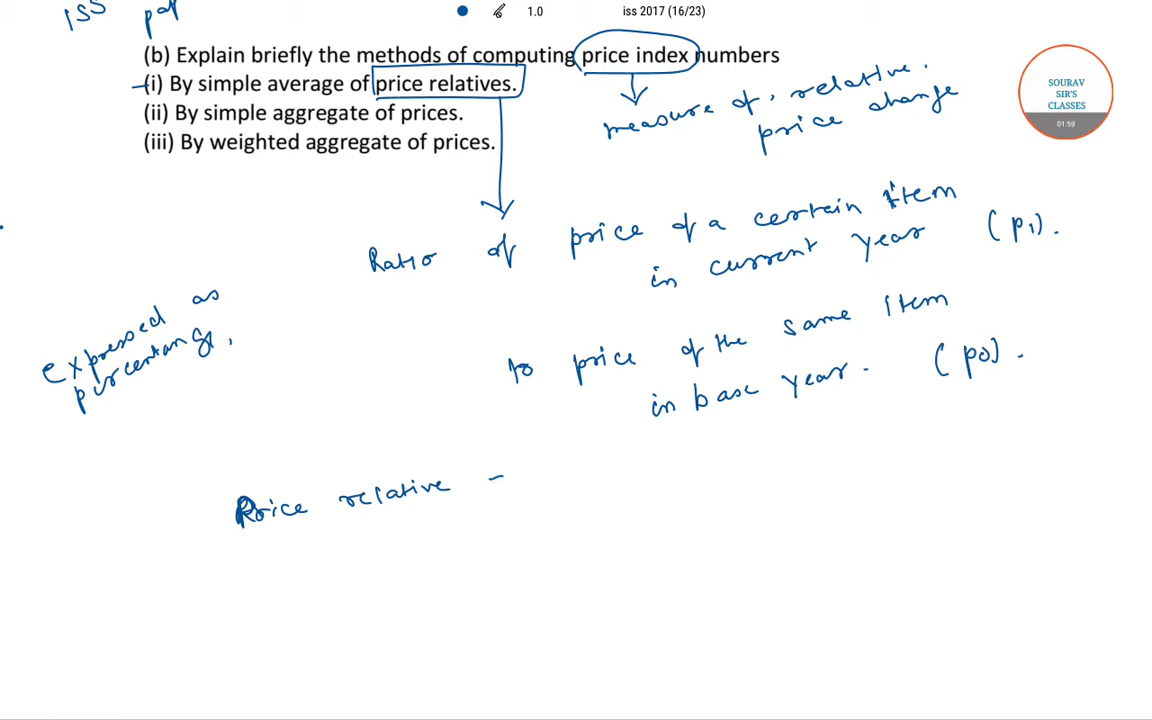 ISS
1.0
iss 2017 (16/23)
(b) Explain briefly the methods of computing price index numbers
(i) By simple average of price relatives.
(ii) By simple aggregate of prices.
(iii) By weighted aggregate of prices.
measure of relative
price change
SOURAV
SIR'S
CLASSES
01:59
Ratio of price of a certain item
in current year (p1).
to price of the same item
in base year. (p0).
expressed as
Price relative =